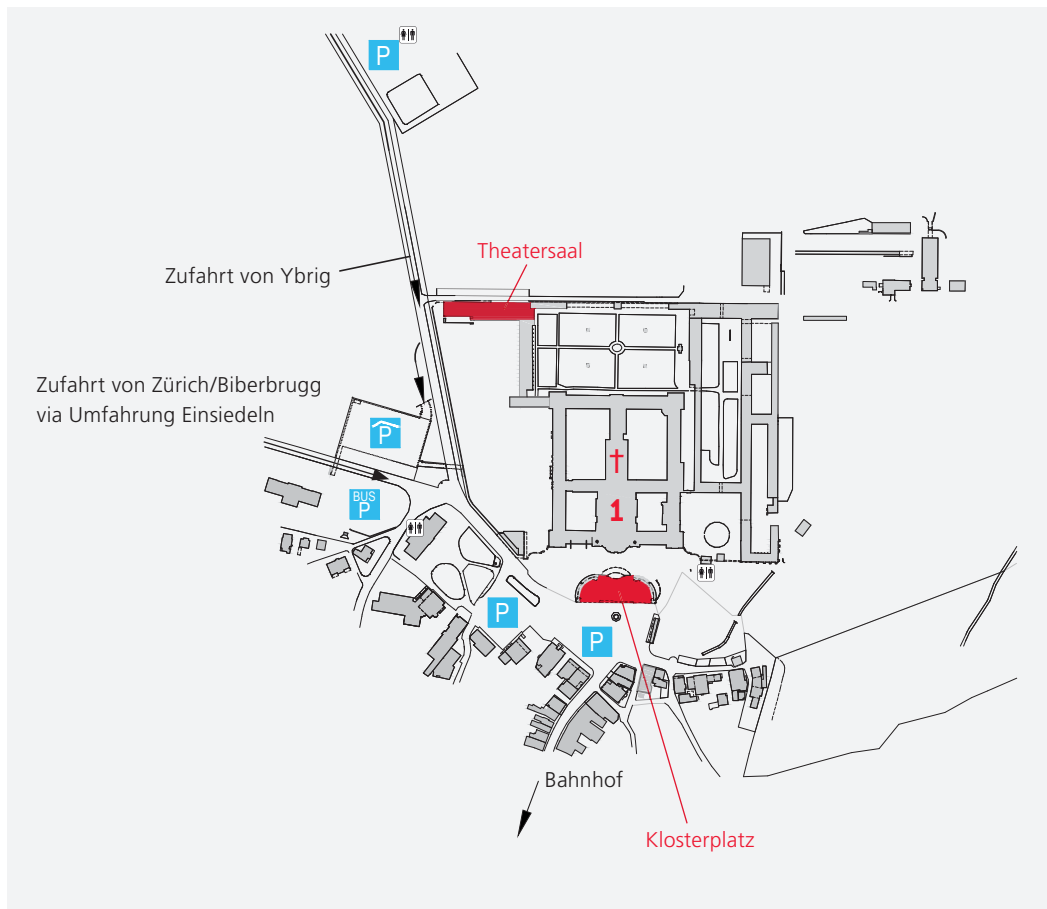 P
Theatersaal
Zufahrt von Ybrig
Zufahrt von Zürich/Biberbrugg
via Umfahrung Einsiedeln
P
BUS
P
1
P
P
Bahnhof
Klosterplatz